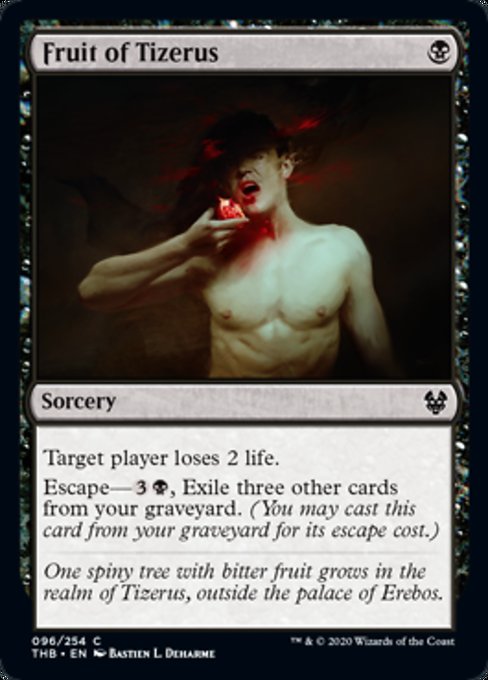 Fruit of Tizerus
Sorcery
Target player loses 2 life.
Escape—3, Exile three other cards
from your graveyard. (You may cast this
card from your graveyard for its escape cost.)
One spiny tree with bitter fruit grows in the
realm of Tizerus, outside the palace of Erebos.
096/254 C
™ & © 2020 Wizards of the Coast
THB • EN Bastien L. Deharme